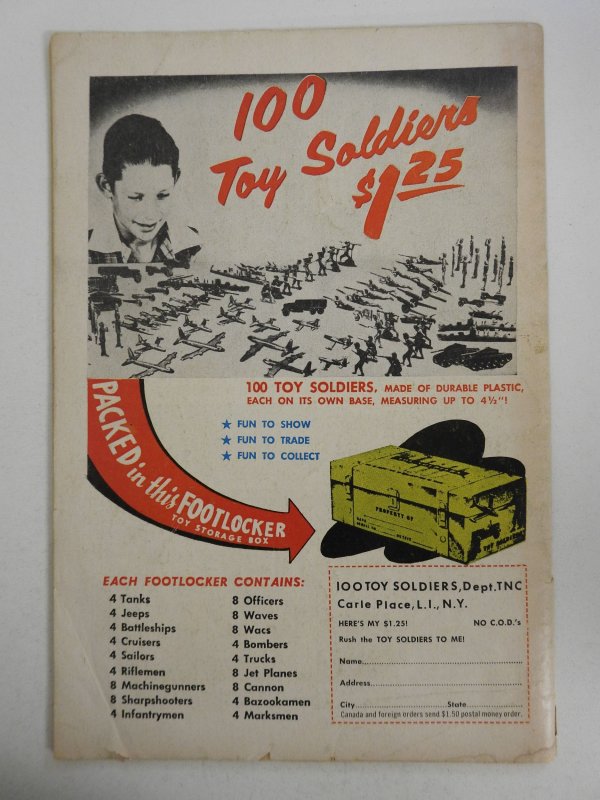 100
Toy Soldiers
$1.25
100 TOY SOLDIERS, MADE OF DURABLE PLASTIC,
EACH ON ITS OWN BASE, MEASURING UP TO 4½"!
★ FUN TO SHOW
★ FUN TO TRADE
★ FUN TO COLLECT
PACKED in this FOOTLOCKER
TOY STORAGE BOX
PROPERTY OF
TOY SOLDIERS
EACH FOOTLOCKER CONTAINS:
4 Tanks
4 Jeeps
4 Battleships
4 Cruisers
4 Sailors
4 Riflemen
8 Machinegunners
8 Sharpshooters
4 Infantrymen
8 Officers
8 Waves
8 Wacs
4 Bombers
4 Trucks
8 Jet Planes
8 Cannon
4 Bazookamen
4 Marksmen
100 TOY SOLDIERS, Dept. TNC
Carle Place, L.I., N.Y.
HERE'S MY $1.25! NO C.O.D.'s
Rush the TOY SOLDIERS TO ME!
Name
Address
City State
Canada and foreign orders send $1.50 postal money order.